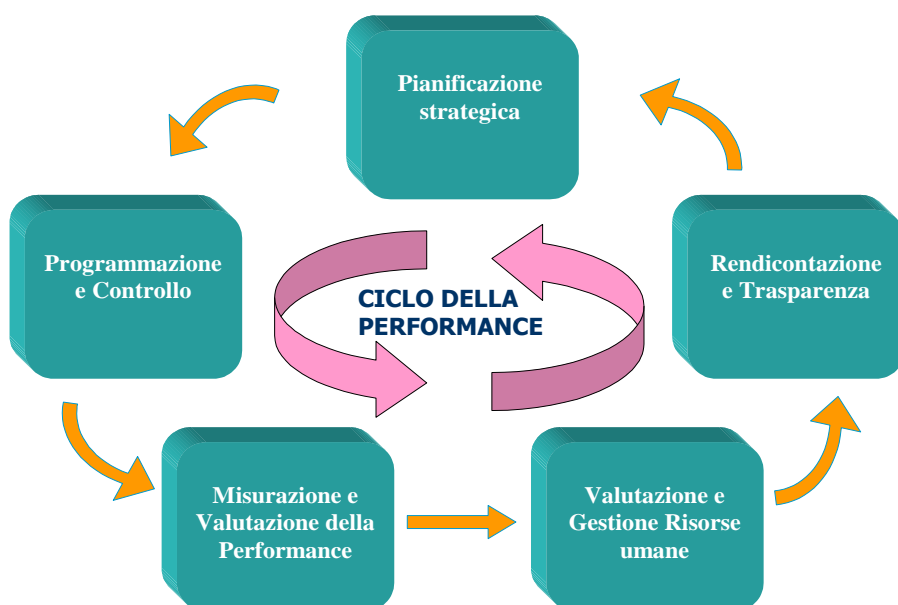 Pianificazione
strategica
Programmazione
e Controllo
Rendicontazione
e Trasparenza
CICLO DELLA
PERFORMANCE
Misurazione e
Valutazione della
Performance
Valutazione e
Gestione Risorse
umane